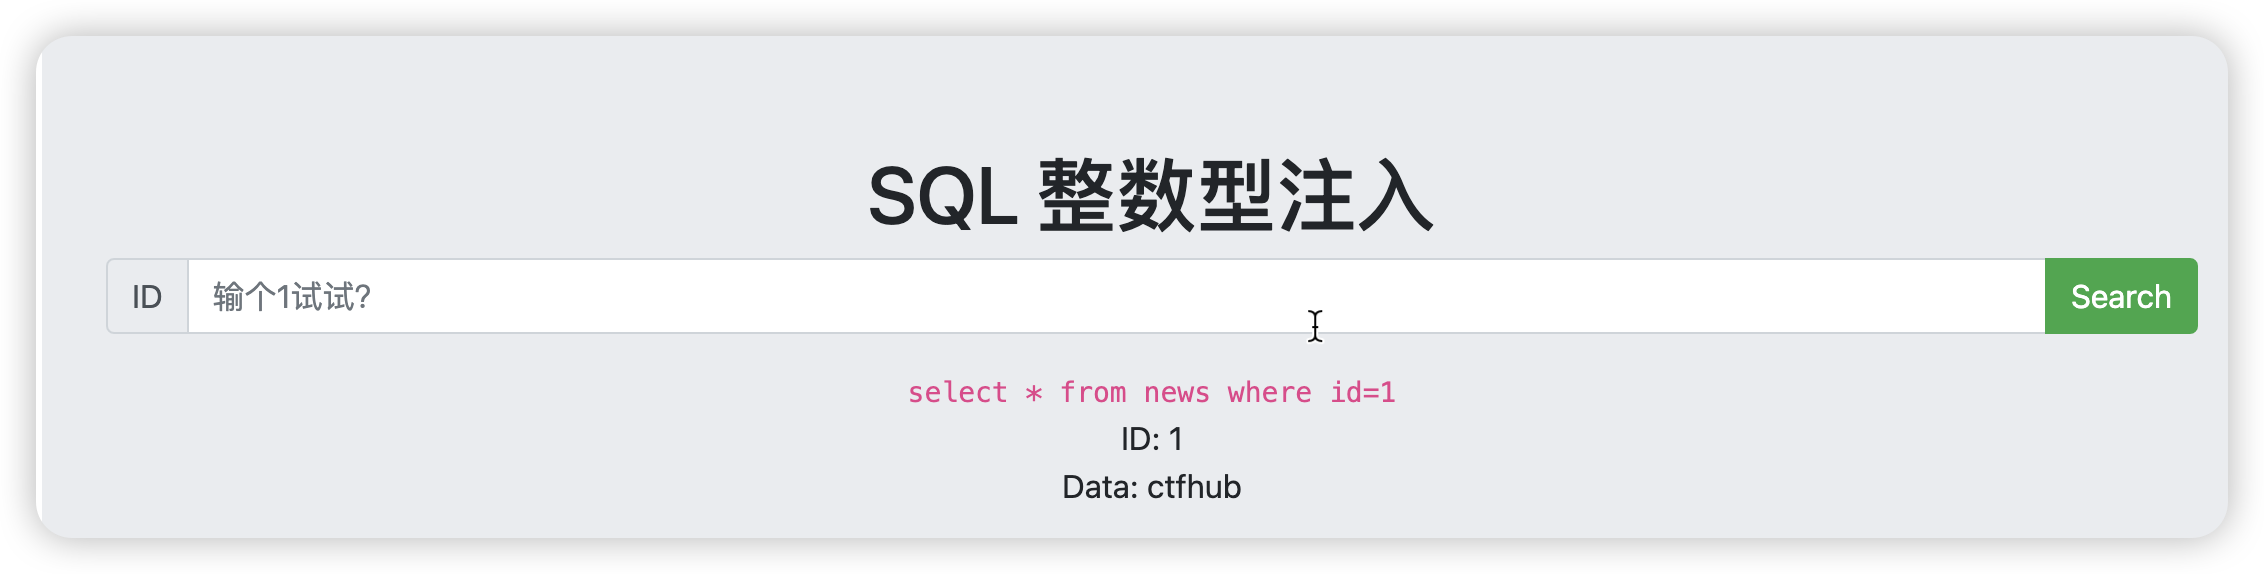 SQL 整数型注入
ID 输个1试试? Search
select * from news where id=1
ID: 1
Data: ctfhub